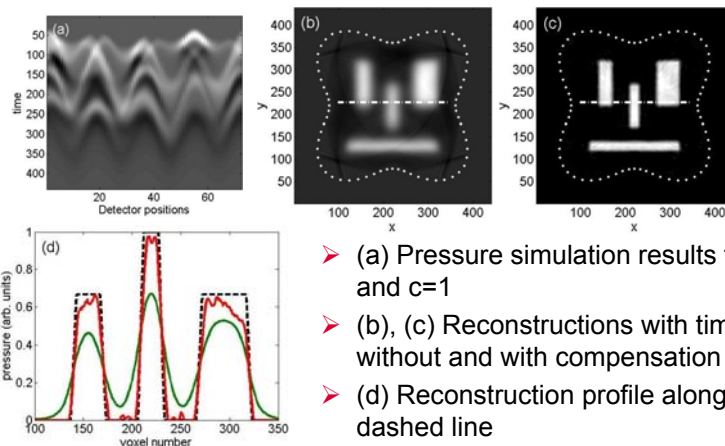 (a)
50
100
150
200
250
300
350
400
time
20
40
60
Detector positions
(b)
400
350
300
250
200
150
100
50
y
100
200
300
400
x
(c)
400
350
300
250
200
150
100
50
y
100
200
300
400
x
(d)
1
0.8
0.6
0.4
0.2
0
pressure (arb. units)
100
150
200
250
300
350
voxel number
➢ (a) Pressure simulation results
and c=1
➢ (b), (c) Reconstructions with tim
without and with compensation
➢ (d) Reconstruction profile along
dashed line